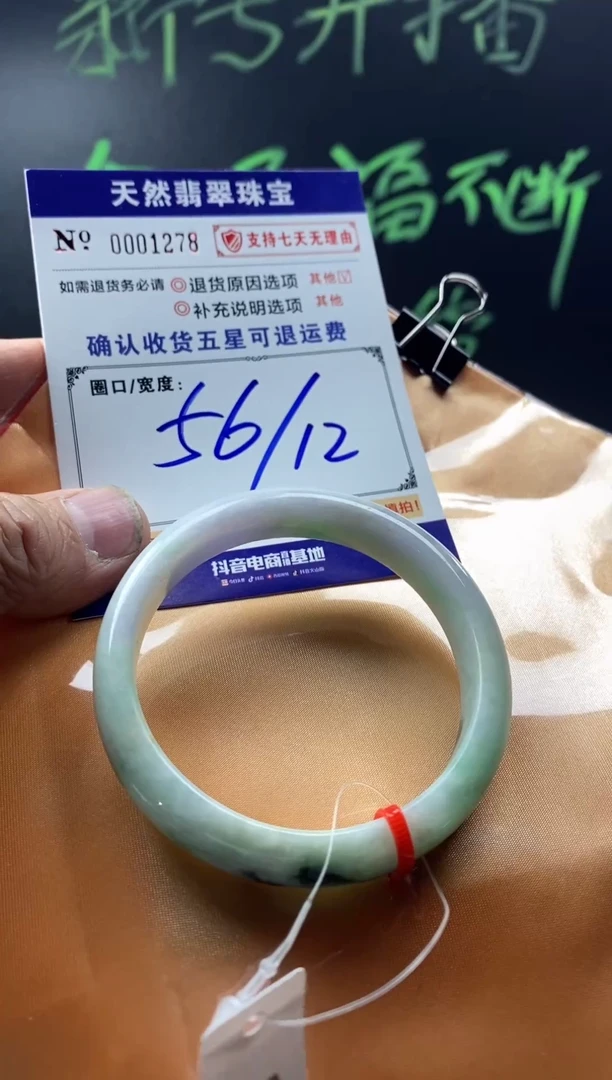 新号开播
福不断
天然翡翠珠宝
Nº 0001278 支持七天无理由
如需退货务必请 ◎退货原因选项 其他☑
◎补充说明选项 其他
确认收货五星可退运费
圈口/宽度:
56/12
拍!
抖音电商 基地